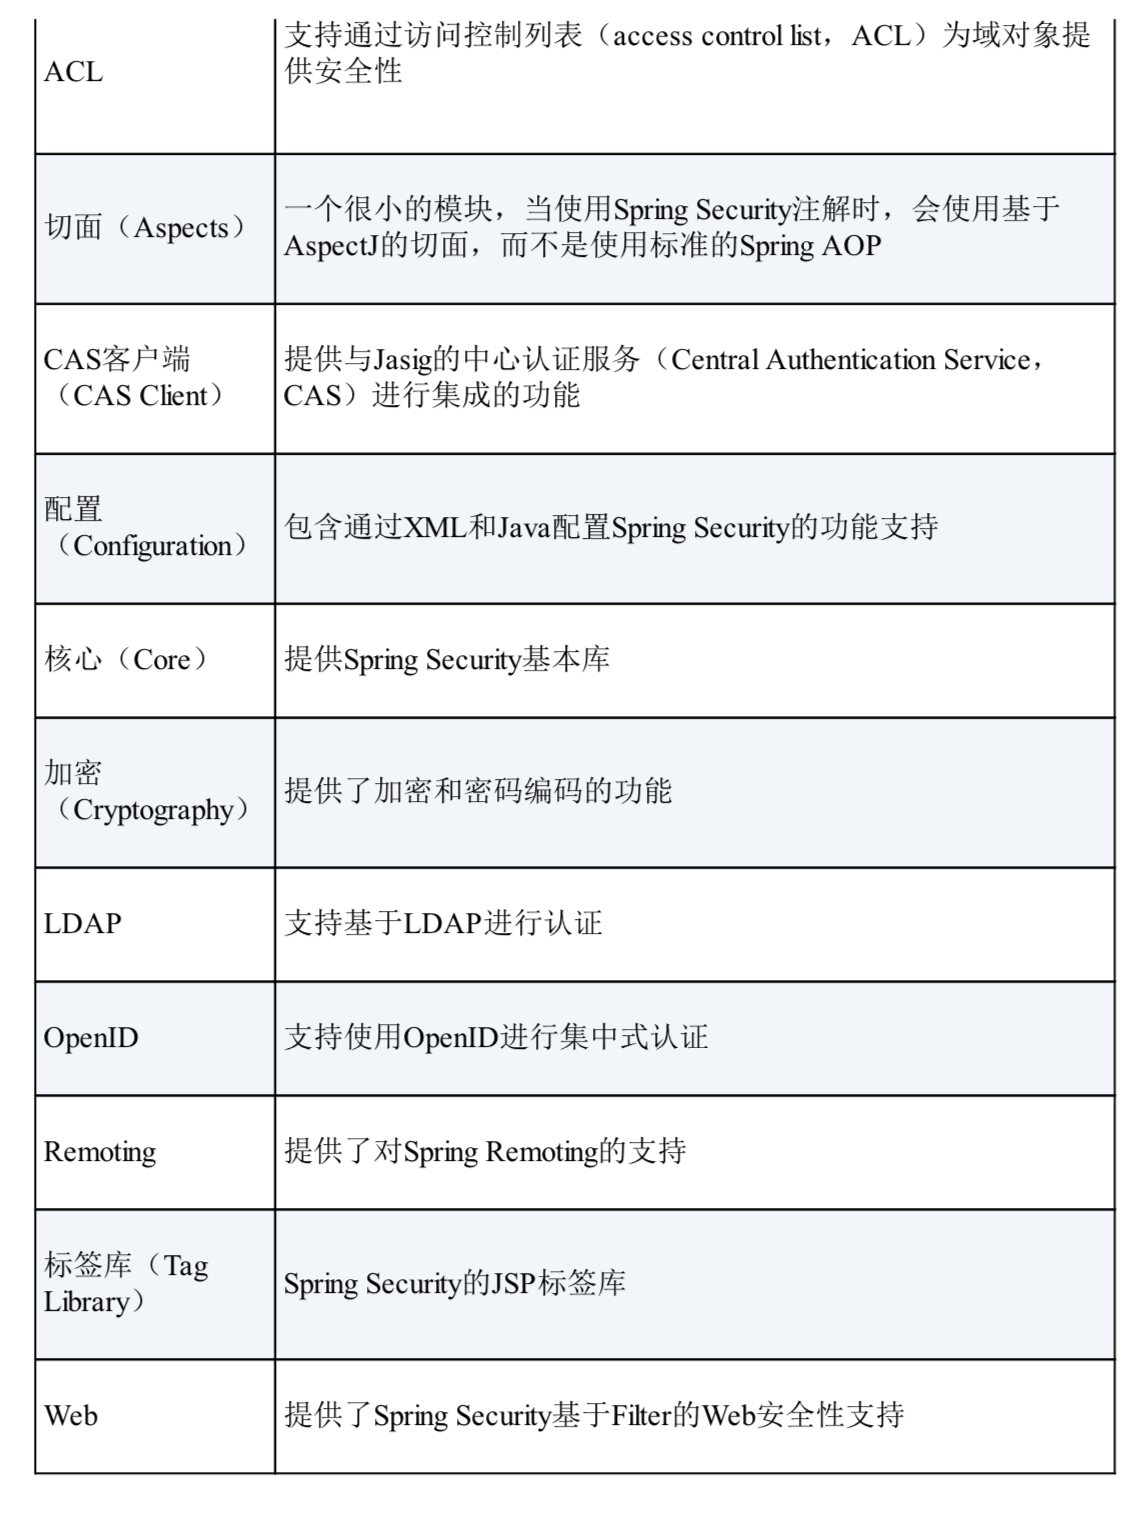 ACL
支持通过访问控制列表（access control list，ACL）为域对象提
供安全性
切面（Aspects）
一个很小的模块，当使用Spring Security注解时，会使用基于
AspectJ的切面，而不是使用标准的Spring AOP
CAS客户端
（CAS Client）
提供与Jasig的中心认证服务（Central Authentication Service，
CAS）进行集成的功能
配置
（Configuration）
包含通过XML和Java配置Spring Security的功能支持
核心（Core）
提供Spring Security基本库
加密
（Cryptography）
提供了加密和密码编码的功能
LDAP
支持基于LDAP进行认证
OpenID
支持使用OpenID进行集中式认证
Remoting
提供了对Spring Remoting的支持
标签库（Tag
Library）
Spring Security的JSP标签库
Web
提供了Spring Security基于Filter的Web安全性支持